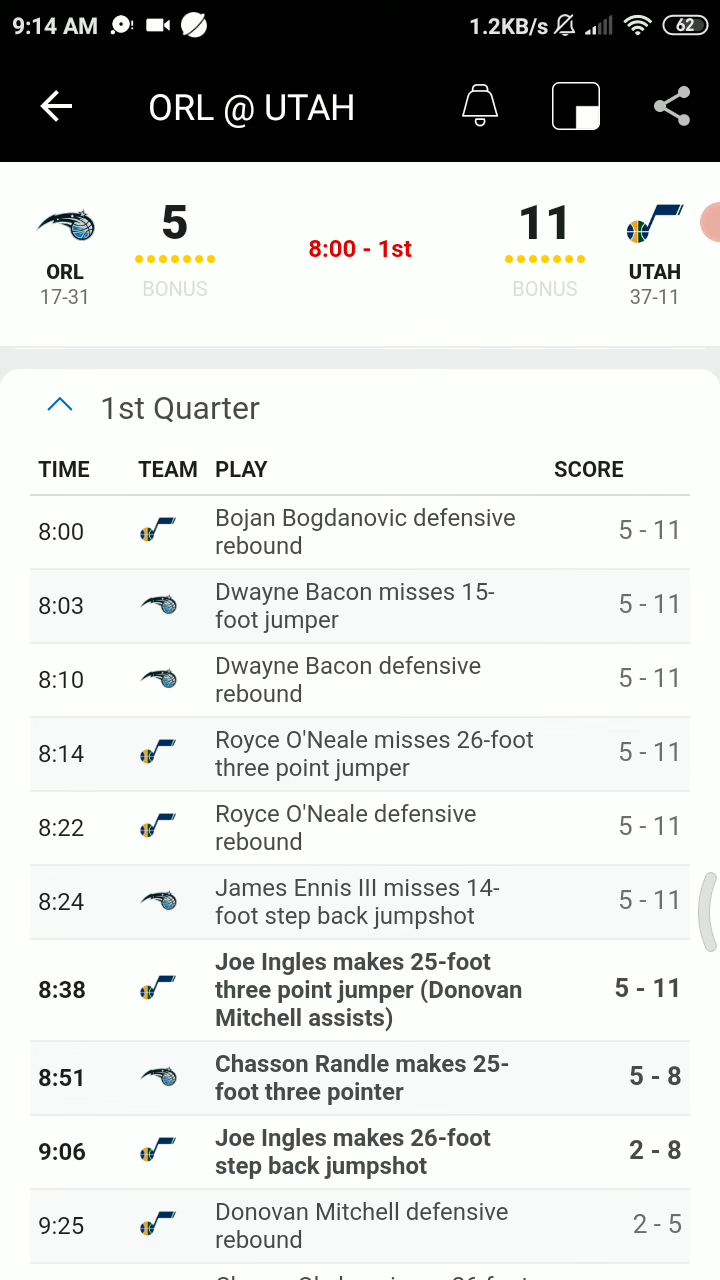 9:14 AM
1.2KB/s
62
ORL @ UTAH
5
11
8:00 - 1st
ORL
UTAH
17-31
BONUS
BONUS
37-11
1st Quarter
TIME TEAM PLAY SCORE
8:00 Bojan Bogdanovic defensive
rebound 5 - 11
8:03 Dwayne Bacon misses 15-
foot jumper 5 - 11
8:10 Dwayne Bacon defensive
rebound 5 - 11
8:14 Royce O'Neale misses 26-foot
three point jumper 5 - 11
8:22 Royce O'Neale defensive
rebound 5 - 11
8:24 James Ennis III misses 14-
foot step back jumpshot 5 - 11
Joe Ingles makes 25-foot
8:38 three point jumper (Donovan 5 - 11
Mitchell assists)
8:51 Chasson Randle makes 25-
foot three pointer 5 - 8
9:06 Joe Ingles makes 26-foot
step back jumpshot 2 - 8
9:25 Donovan Mitchell defensive
rebound 2 - 5